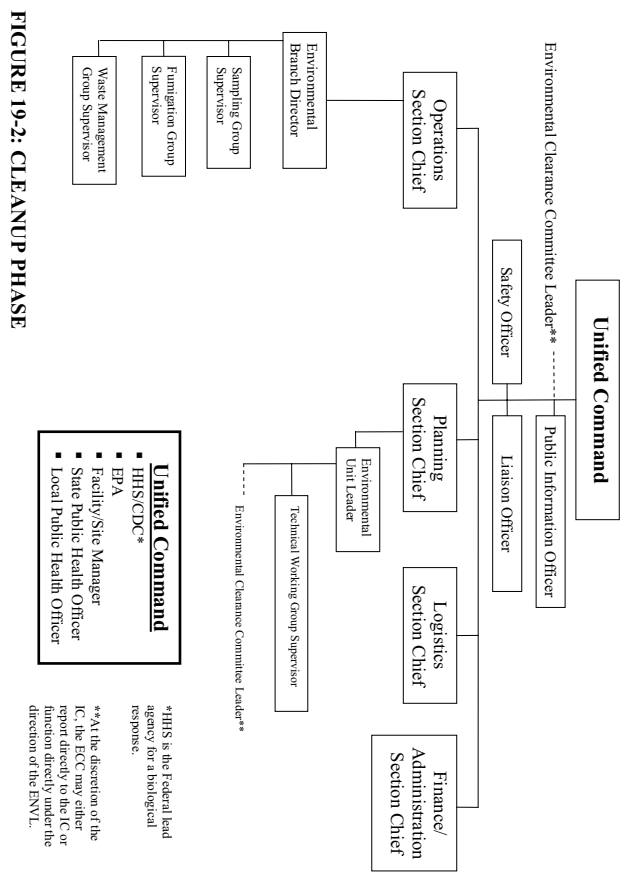 Unified Command
Environmental Clearance Committee Leader**
Public Information Officer
Safety Officer
Liaison Officer
Operations
Section Chief
Planning
Section Chief
Logistics
Section Chief
Finance/
Administration
Section Chief
Environmental
Branch Director
Sampling Group
Supervisor
Fumigation Group
Supervisor
Waste Management
Group Supervisor
Environmental
Unit Leader
Technical Working Group Supervisor
Environmental Clearance Committee Leader**
Unified Command
▪ HHS/CDC*
▪ EPA
▪ Facility/Site Manager
▪ State Public Health Officer
▪ Local Public Health Officer
*HHS is the Federal lead
agency for a biological
response.
**At the discretion of the
IC, the ECC may either
report directly to the IC or
function directly under the
direction of the ENVL.
FIGURE 19-2: CLEANUP PHASE